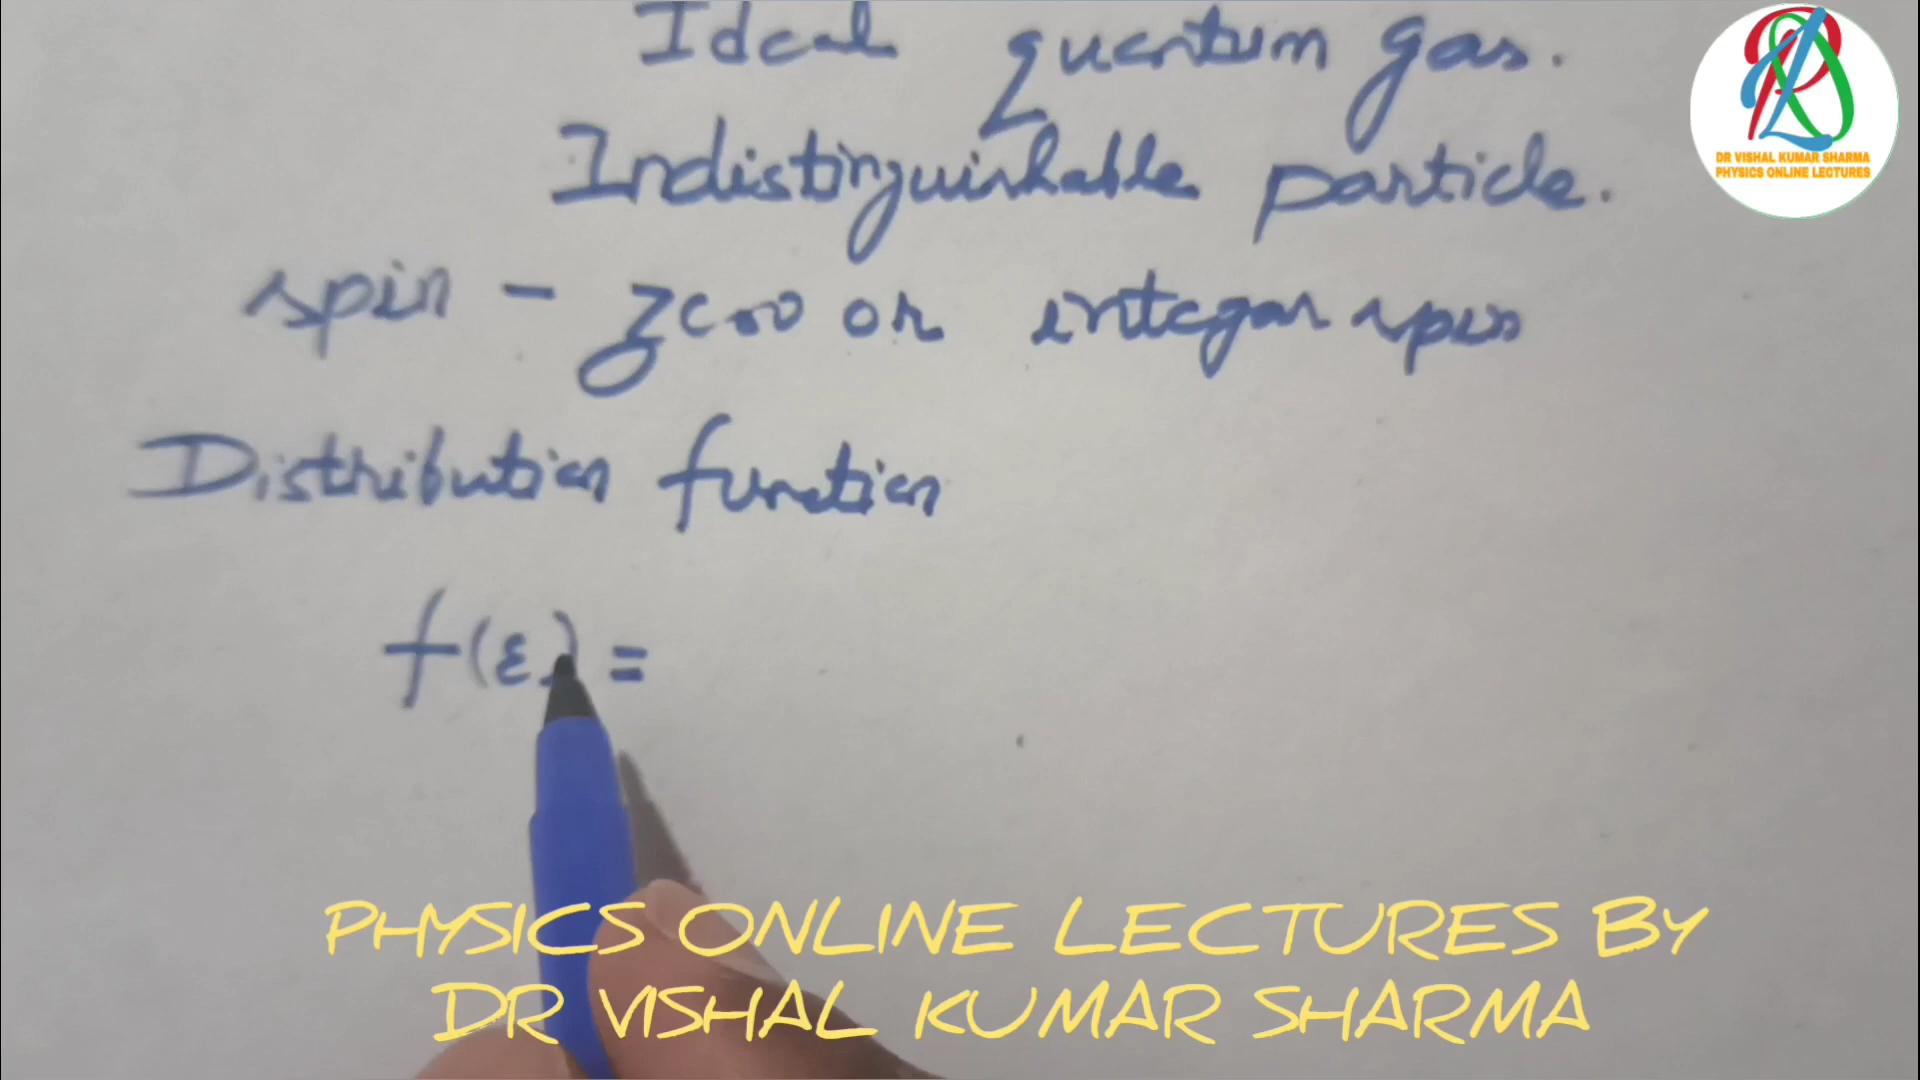 Ideal quantum gas.
Indistinguishable particle.
spin - zero or integar spin
Distribution function
f(ε) =
DR VISHAL KUMAR SHARMA
PHYSICS ONLINE LECTURES
PHYSICS ONLINE LECTURES BY
DR VISHAL KUMAR SHARMA